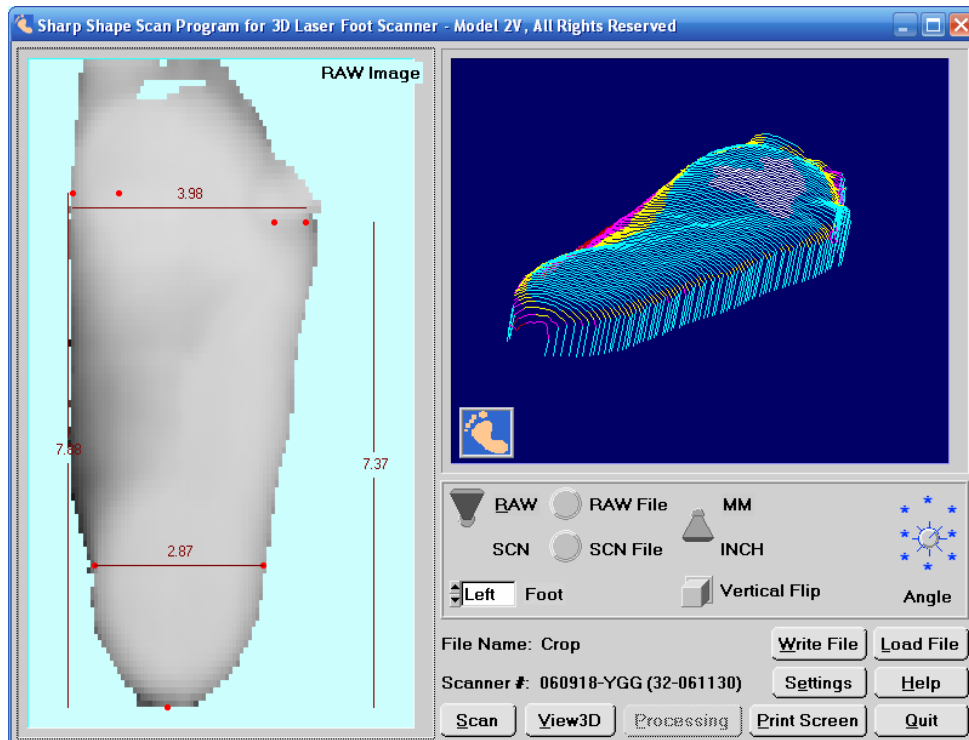 Sharp Shape Scan Program for 3D Laser Foot Scanner - Model 2V, All Rights Reserved
RAW Image
3.98
7.88
7.37
2.87
RAW RAW File MM
SCN SCN File INCH
Left Foot Vertical Flip Angle
File Name: Crop Write File Load File
Scanner #: 060918-YGG (32-061130) Settings Help
Scan View3D Processing Print Screen Quit